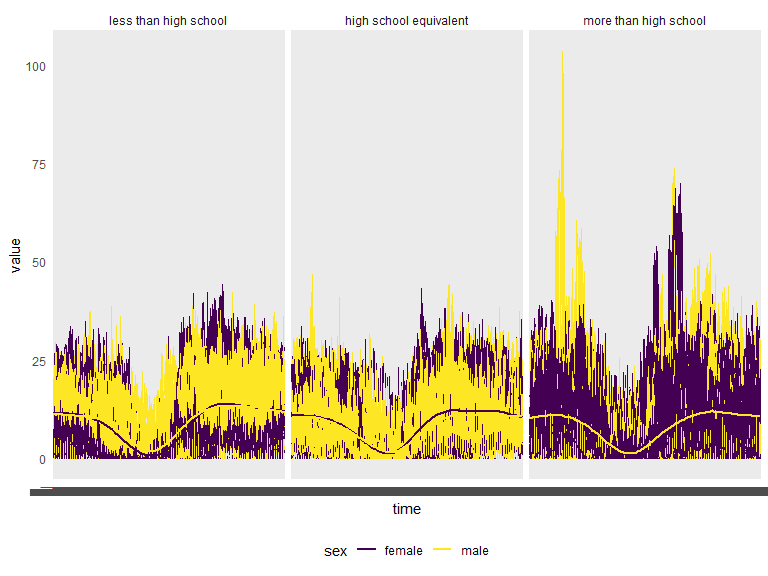 less than high school
high school equivalent
more than high school
100
75
50
25
0
value
time
sex
female
male